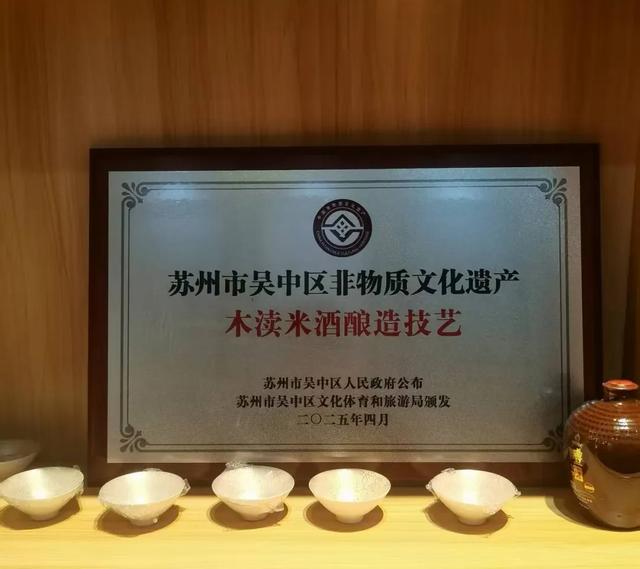 苏州市吴中区非物质文化遗产
木渎米酒酿造技艺
苏州市吴中区人民政府公布
苏州市吴中区文化体育和旅游局颁发
二〇二五年四月